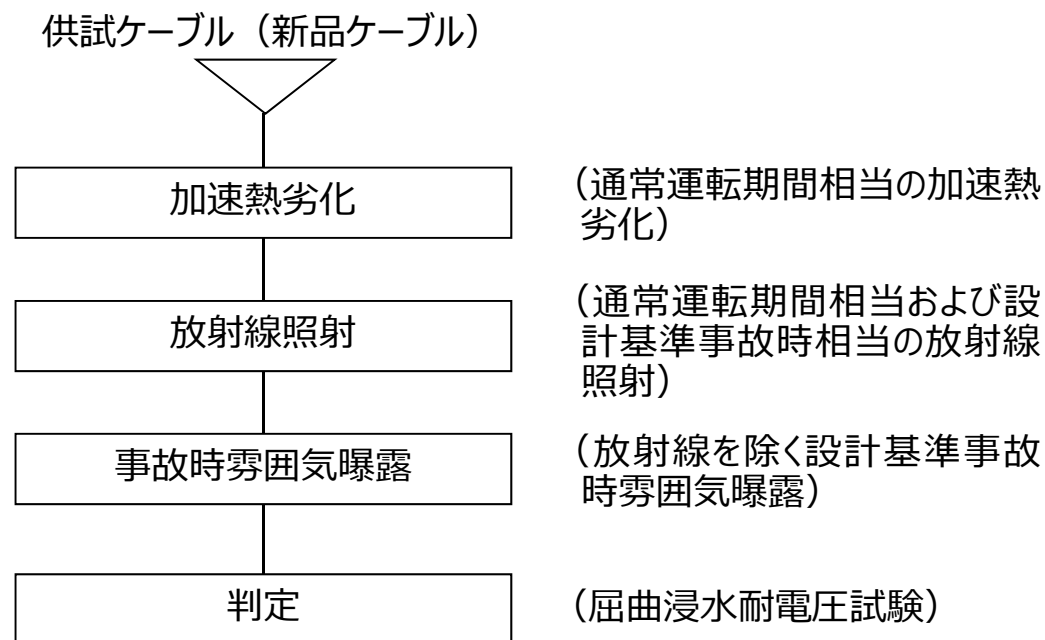 供試ケーブル（新品ケーブル）
加速熱劣化
（通常運転期間相当の加速熱
劣化）
放射線照射
（通常運転期間相当および設
計基準事故時相当の放射線
照射）
事故時雰囲気曝露
（放射線を除く設計基準事故
時雰囲気曝露）
判定
（屈曲浸水耐電圧試験）